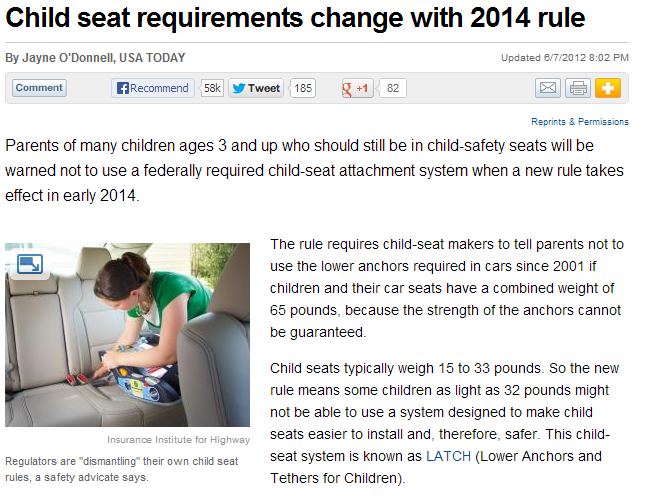 Child seat requirements change with 2014 rule
By Jayne O'Donnell, USA TODAY
Updated 6/7/2012 8:02 PM
Comment
Recommend
58k
Tweet
185
+1
82
Reprints & Permissions
Parents of many children ages 3 and up who should still be in child-safety seats will be
warned not to use a federally required child-seat attachment system when a new rule takes
effect in early 2014.
Insurance Institute for Highway
Regulators are "dismantling" their own child seat
rules, a safety advicate says.
The rule requires child-seat makers to tell parents not to
use the lower anchors required in cars since 2001 if
children and their car seats have a combined weight of
65 pounds, because the strength of the anchors cannot
be guaranteed.
Child seats typically weigh 15 to 33 pounds. So the new
rule means some children as light as 32 pounds might
not be able to use a system designed to make child
seats easier to install and, therefore, safer. This child-
seat system is known as LATCH (Lower Anchors and
Tethers for Children).